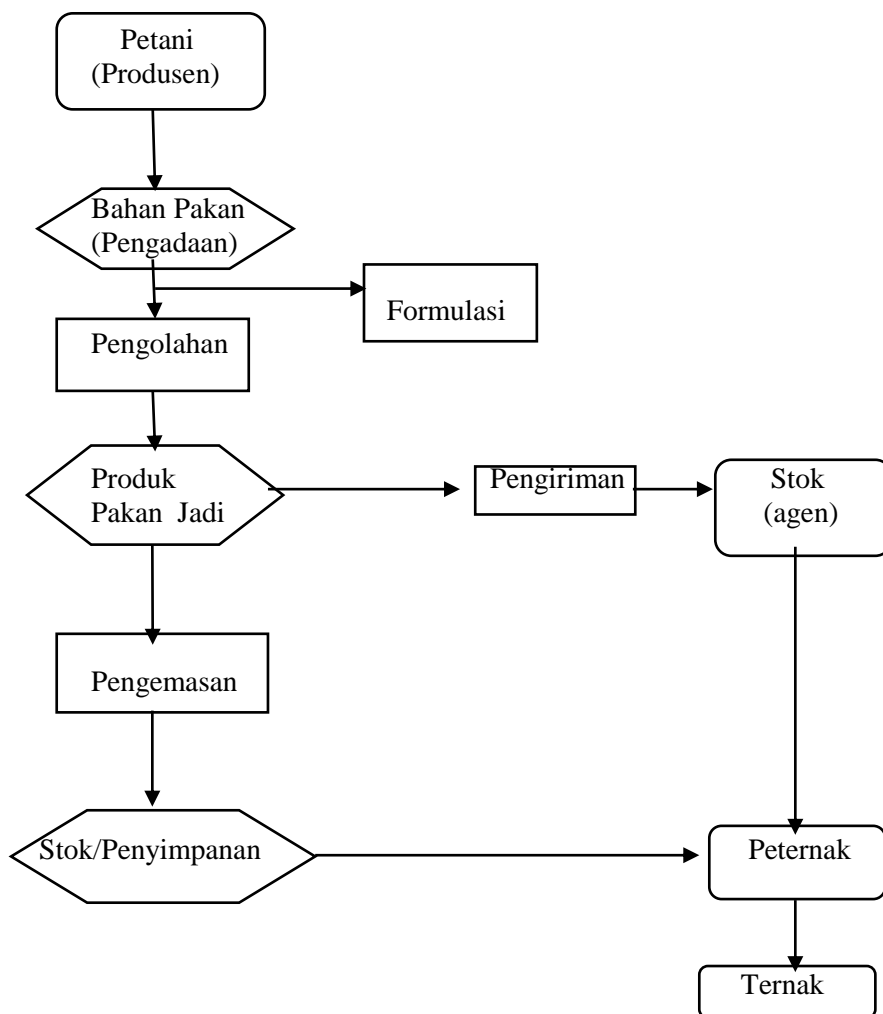 Petani
(Produsen)
Bahan Pakan
(Pengadaan)
Formulasi
Pengolahan
Produk
Pakan Jadi
Pengiriman
Stok
(agen)
Pengemasan
Stok/Penyimpanan
Peternak
Ternak